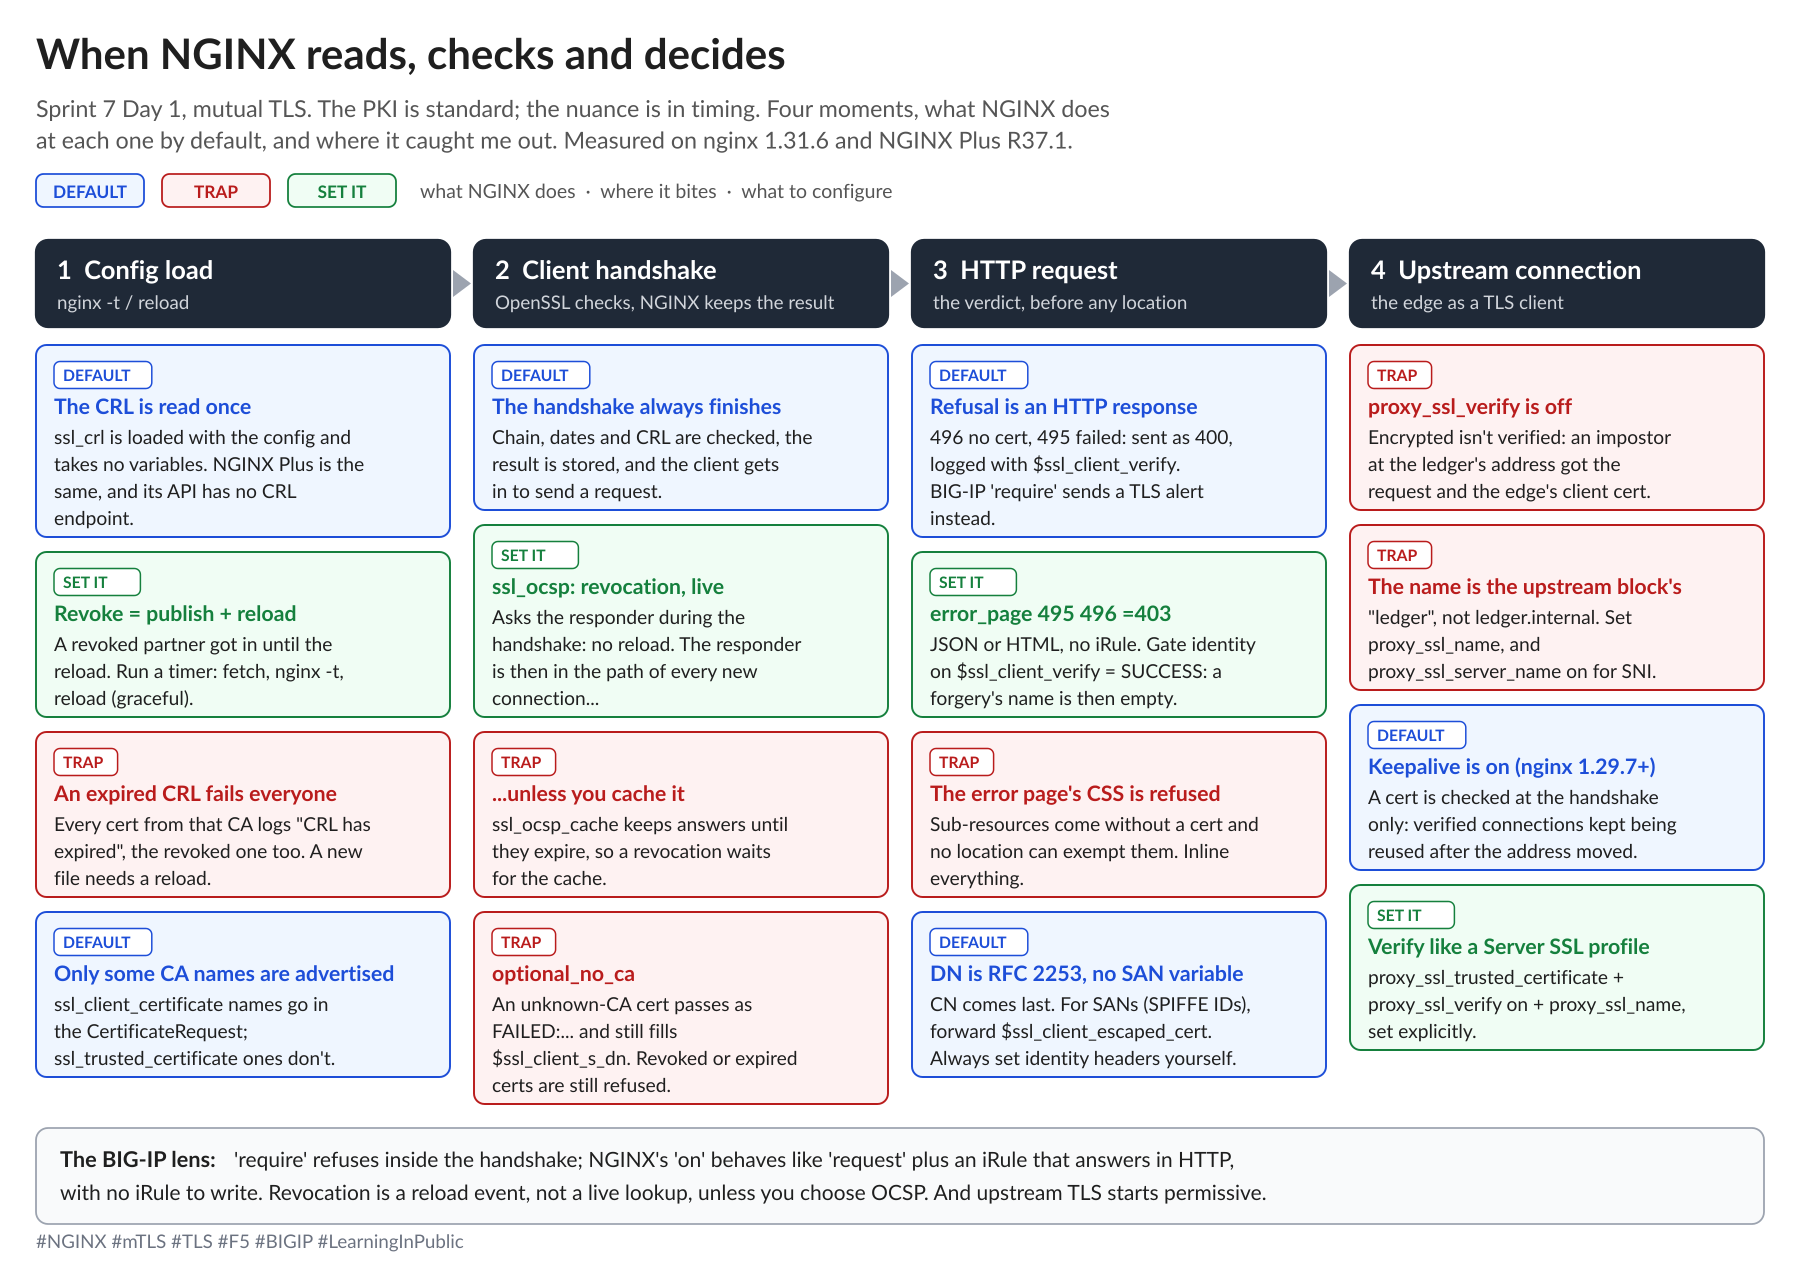 When NGINX reads, checks and decides
Sprint 7 Day 1, mutual TLS. The PKI is standard; the nuance is in timing. Four moments, what NGINX does
at each one by default, and where it caught me out. Measured on nginx 1.31.6 and NGINX Plus R37.1.
DEFAULT TRAP SET IT what NGINX does · where it bites · what to configure
1 Config load
nginx -t / reload
DEFAULT
The CRL is read once
ssl_crl is loaded with the config and
takes no variables. NGINX Plus is the
same, and its API has no CRL
endpoint.
SET IT
Revoke = publish + reload
A revoked partner got in until the
reload. Run a timer: fetch, nginx -t,
reload (graceful).
TRAP
An expired CRL fails everyone
Every cert from that CA logs "CRL has
expired", the revoked one too. A new
file needs a reload.
DEFAULT
Only some CA names are advertised
ssl_client_certificate names go in
the CertificateRequest;
ssl_trusted_certificate ones don't.
2 Client handshake
OpenSSL checks, NGINX keeps the result
DEFAULT
The handshake always finishes
Chain, dates and CRL are checked, the
result is stored, and the client gets
in to send a request.
SET IT
ssl_ocsp: revocation, live
Asks the responder during the
handshake: no reload. The responder
is then in the path of every new
connection...
TRAP
...unless you cache it
ssl_ocsp_cache keeps answers until
they expire, so a revocation waits
for the cache.
TRAP
optional_no_ca
An unknown-CA cert passes as
FAILED:... and still fills
$ssl_client_s_dn. Revoked or expired
certs are still refused.
3 HTTP request
the verdict, before any location
DEFAULT
Refusal is an HTTP response
496 no cert, 495 failed: sent as 400,
logged with $ssl_client_verify.
BIG-IP 'require' sends a TLS alert
instead.
SET IT
error_page 495 496 =403
JSON or HTML, no iRule. Gate identity
on $ssl_client_verify = SUCCESS: a
forgery's name is then empty.
TRAP
The error page's CSS is refused
Sub-resources come without a cert and
no location can exempt them. Inline
everything.
DEFAULT
DN is RFC 2253, no SAN variable
CN comes last. For SANs (SPIFFE IDs),
forward $ssl_client_escaped_cert.
Always set identity headers yourself.
4 Upstream connection
the edge as a TLS client
TRAP
proxy_ssl_verify is off
Encrypted isn't verified: an impostor
at the ledger's address got the
request and the edge's client cert.
TRAP
The name is the upstream block's
"ledger", not ledger.internal. Set
proxy_ssl_name, and
proxy_ssl_server_name on for SNI.
DEFAULT
Keepalive is on (nginx 1.29.7+)
A cert is checked at the handshake
only: verified connections kept being
reused after the address moved.
SET IT
Verify like a Server SSL profile
proxy_ssl_trusted_certificate +
proxy_ssl_verify on + proxy_ssl_name,
set explicitly.
The BIG-IP lens: 'require' refuses inside the handshake; NGINX's 'on' behaves like 'request' plus an iRule that answers in HTTP,
with no iRule to write. Revocation is a reload event, not a live lookup, unless you choose OCSP. And upstream TLS starts permissive.
#NGINX #mTLS #TLS #F5 #BIGIP #LearningInPublic